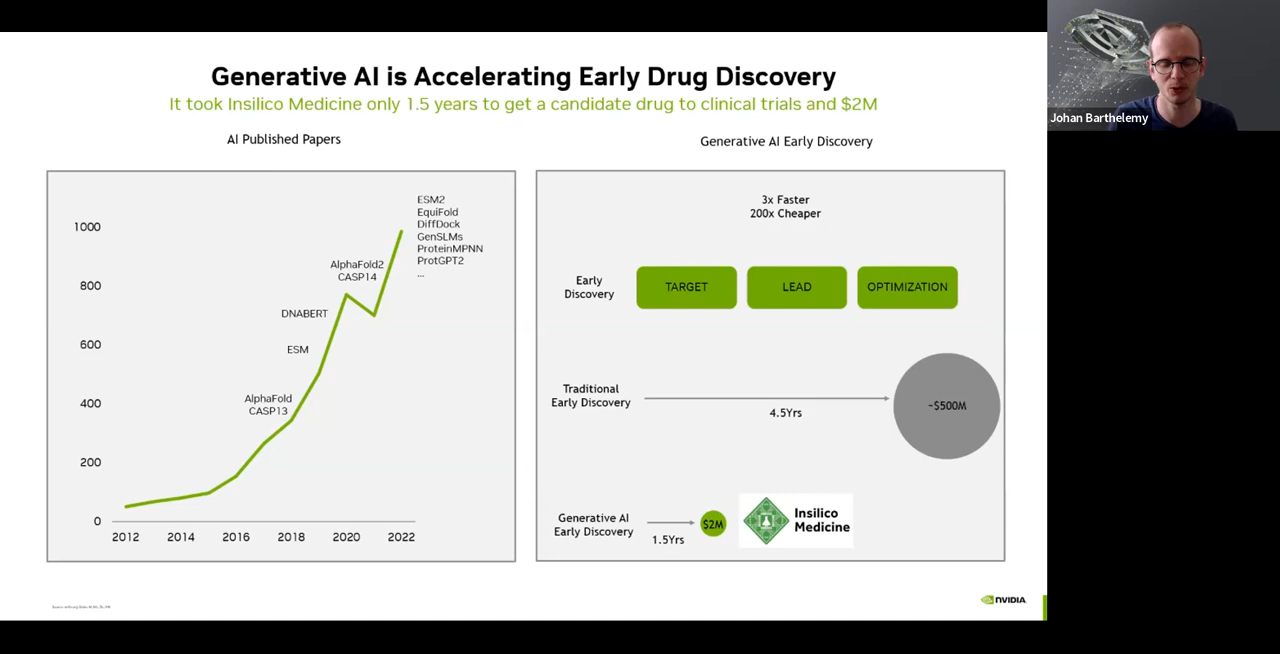 Generative AI is Accelerating Early Drug Discovery
It took Insilico Medicine only 1.5 years to get a candidate drug to clinical trials and $2M
AI Published Papers
1000
800
600
400
200
0
2012
2014
2016
2018
2020
2022
AlphaFold
CASP13
ESM
DNABERT
AlphaFold2
CASP14
ESM2
EquiFold
DiffDock
GenSLMs
ProteinMPNN
ProtGPT2
...
Generative AI Early Discovery
3x Faster
200x Cheaper
Early
Discovery
TARGET
LEAD
OPTIMIZATION
Traditional
Early Discovery
4.5Yrs
~$500M
Generative AI
Early Discovery
1.5Yrs
$2M
Insilico
Medicine
NVIDIA
Johan Barthelemy